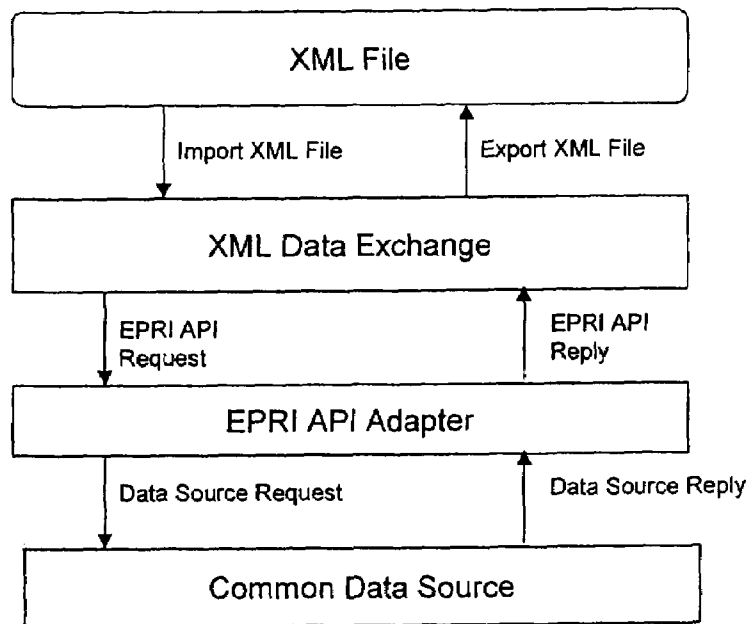 XML File
Import XML File
Export XML File
XML Data Exchange
EPRI API
Request
EPRI API
Reply
EPRI API Adapter
Data Source Request
Data Source Reply
Common Data Source